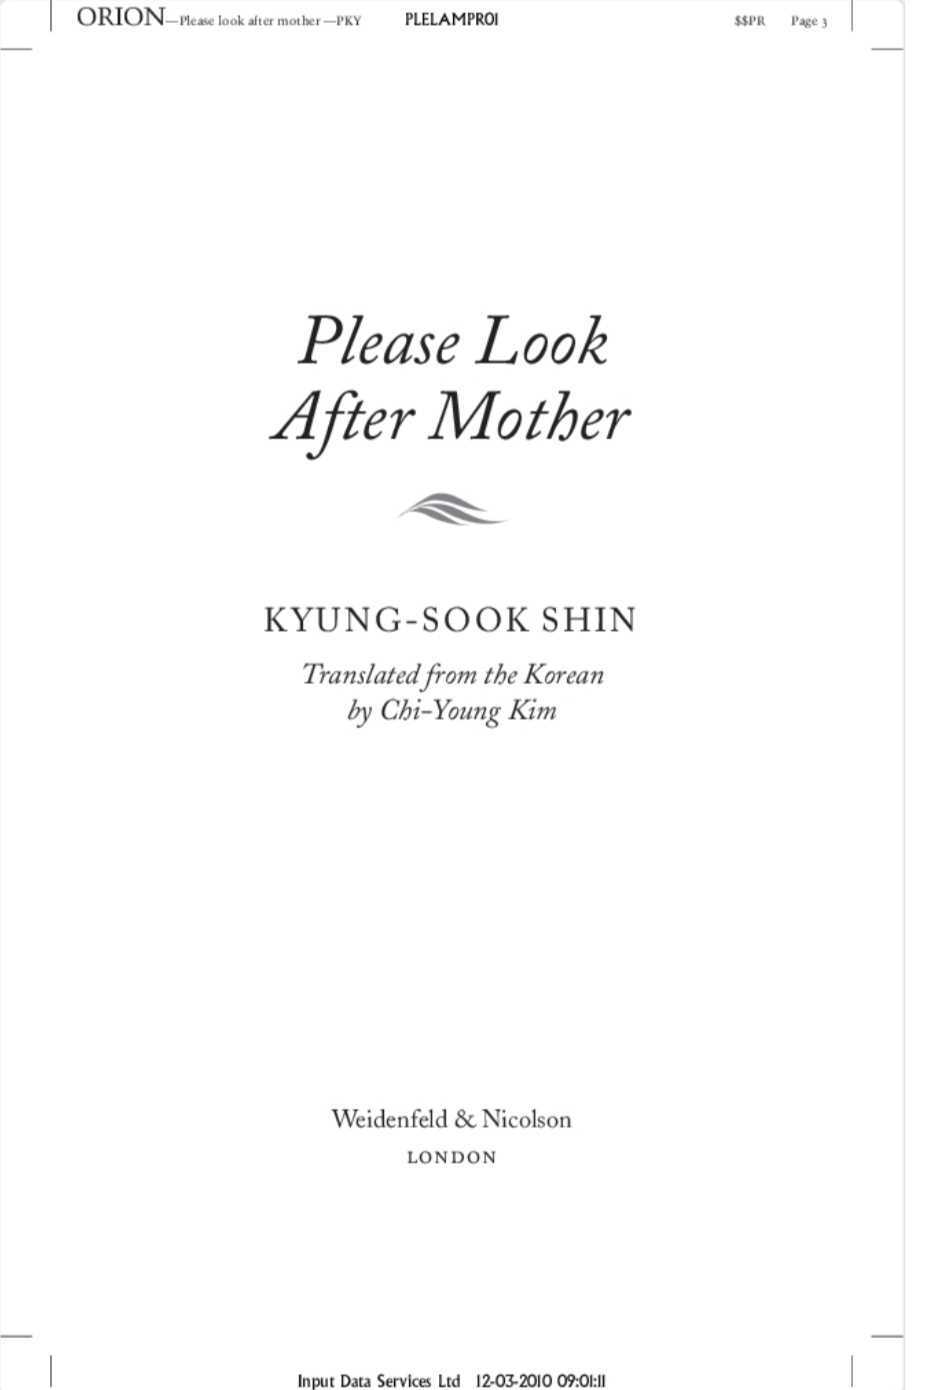 ORION—Please look after mother—PKY PLELAMPR01 $$PR Page 3
Please Look
After Mother
KYUNG-SOOK SHIN
Translated from the Korean
by Chi-Young Kim
Weidenfeld & Nicolson
LONDON
Input Data Services Ltd 12-03-2010 09:01:11